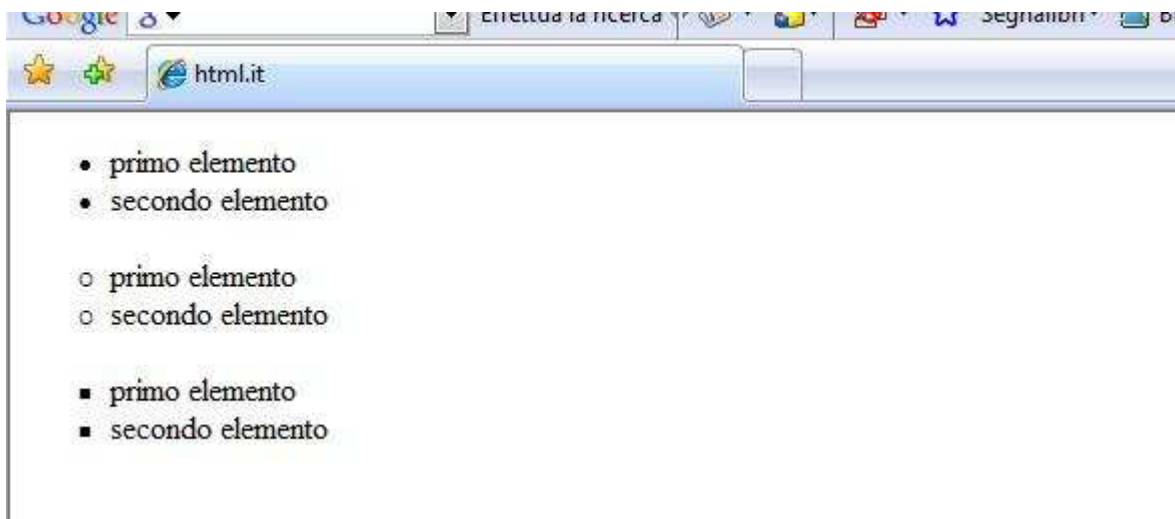 Google
Effettua la ricerca
Segnalibri
html.it
• primo elemento
• secondo elemento
○ primo elemento
○ secondo elemento
▪ primo elemento
▪ secondo elemento